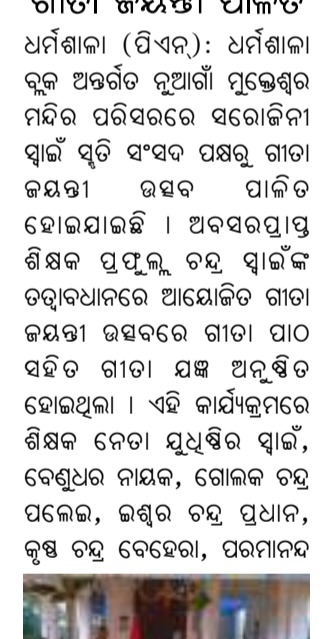 ଗୀତା ଜୟନ୍ତୀ ପାଳିତ
ଧର୍ମଶାଳା (ପିଏନ୍): ଧର୍ମଶାଳା
ବ୍ଲକ ଅନ୍ତର୍ଗତ ନୂଆଗାଁ ମୁକ୍ତେଶ୍ୱର
ମନ୍ଦିର ପରିସରରେ ସରୋଜିନୀ
ସ୍ୱାଇଁ ସ୍ମୃତି ସଂସଦ ପକ୍ଷରୁ ଗୀତା
ଜୟନ୍ତୀ ଉତ୍ସବ ପାଳିତ
ହୋଇଯାଇଛି । ଅବସରପ୍ରାପ୍ତ
ଶିକ୍ଷକ ପ୍ରଫୁଲ୍ଲ ଚନ୍ଦ୍ର ସ୍ୱାଇଁଙ୍କ
ତତ୍ତ୍ୱାବଧାନରେ ଆୟୋଜିତ ଗୀତା
ଜୟନ୍ତୀ ଉତ୍ସବରେ ଗୀତା ପାଠ
ସହିତ ଗୀତା ଯଜ୍ଞ ଅନୁଷ୍ଠିତ
ହୋଇଥିଲା । ଏହି କାର୍ଯ୍ୟକ୍ରମରେ
ଶିକ୍ଷକ ନେତା ଯୁଧିଷ୍ଠିର ସ୍ୱାଇଁ,
ବେଣୁଧର ନାୟକ, ଗୋଲକ ଚନ୍ଦ୍ର
ପଲେଇ, ଇଶ୍ୱର ଚନ୍ଦ୍ର ପ୍ରଧାନ,
କୃଷ୍ଣ ଚନ୍ଦ୍ର ବେହେରା, ପରମାନନ୍ଦ